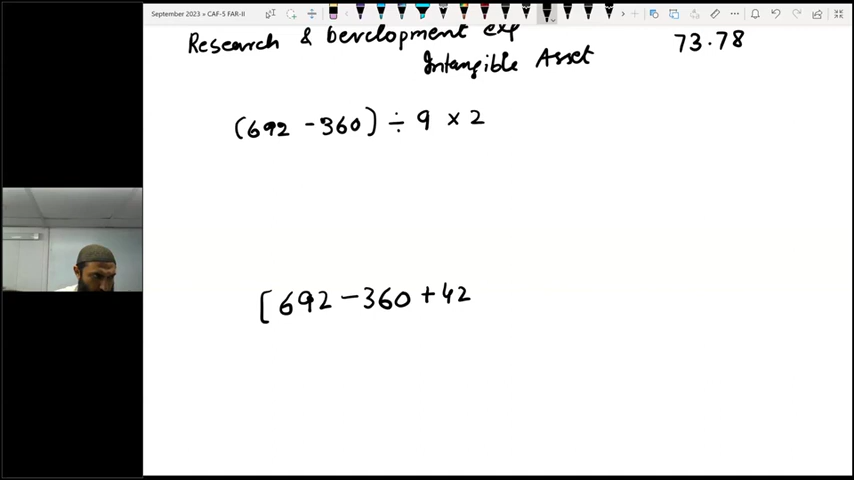 September 2023 » CAF-5 FAR-II
Research & Development exp
Intangible Asset 73.78
(692 - 360) ÷ 9 × 2
[692 - 360 + 42